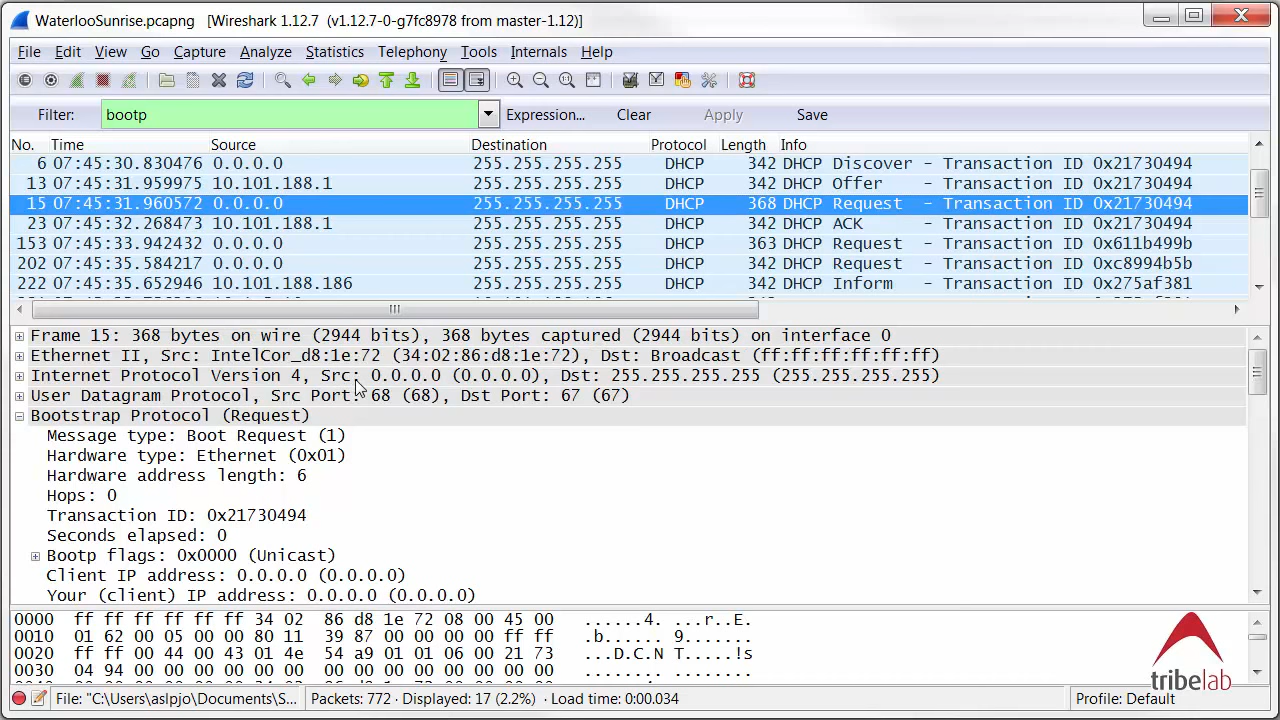 WaterlooSunrise.pcapng [Wireshark 1.12.7 (v1.12.7-0-g7fc8978 from master-1.12)]
File Edit View Go Capture Analyze Statistics Telephony Tools Internals Help
Filter: bootp Expression... Clear Apply Save
No. Time Source Destination Protocol Length Info
6 07:45:30.830476 0.0.0.0 255.255.255.255 DHCP 342 DHCP Discover - Transaction ID 0x21730494
13 07:45:31.959975 10.101.188.1 255.255.255.255 DHCP 342 DHCP Offer - Transaction ID 0x21730494
15 07:45:31.960572 0.0.0.0 255.255.255.255 DHCP 368 DHCP Request - Transaction ID 0x21730494
23 07:45:32.268473 10.101.188.1 255.255.255.255 DHCP 342 DHCP ACK - Transaction ID 0x21730494
153 07:45:33.942432 0.0.0.0 255.255.255.255 DHCP 363 DHCP Request - Transaction ID 0x611b499b
202 07:45:35.584217 0.0.0.0 255.255.255.255 DHCP 342 DHCP Request - Transaction ID 0xc8994b5b
222 07:45:35.652946 10.101.188.186 255.255.255.255 DHCP 342 DHCP Inform - Transaction ID 0x275af381
Frame 15: 368 bytes on wire (2944 bits), 368 bytes captured (2944 bits) on interface 0
Ethernet II, Src: IntelCor_d8:1e:72 (34:02:86:d8:1e:72), Dst: Broadcast (ff:ff:ff:ff:ff:ff)
Internet Protocol Version 4, Src: 0.0.0.0 (0.0.0.0), Dst: 255.255.255.255 (255.255.255.255)
User Datagram Protocol, Src Port: 68 (68), Dst Port: 67 (67)
Bootstrap Protocol (Request)
Message type: Boot Request (1)
Hardware type: Ethernet (0x01)
Hardware address length: 6
Hops: 0
Transaction ID: 0x21730494
Seconds elapsed: 0
Bootp flags: 0x0000 (Unicast)
Client IP address: 0.0.0.0 (0.0.0.0)
Your (client) IP address: 0.0.0.0 (0.0.0.0)
0000 ff ff ff ff ff ff 34 02 86 d8 1e 72 08 00 45 00 ......4. ...r..E.
0010 01 62 00 05 00 00 80 11 39 87 00 00 00 00 ff ff .b...... 9.......
0020 ff ff 00 44 00 43 01 4e 54 a9 01 01 06 00 21 73 ...D.C.N T.....!s
0030 04 94 00 00 00 00 00 00 00 00 00 00 00 00 00 00 ........ ........
File: "C:\Users\aslpjo\Documents\S... Packets: 772 · Displayed: 17 (2.2%) · Load time: 0:00.034 Profile: Default
tribelab